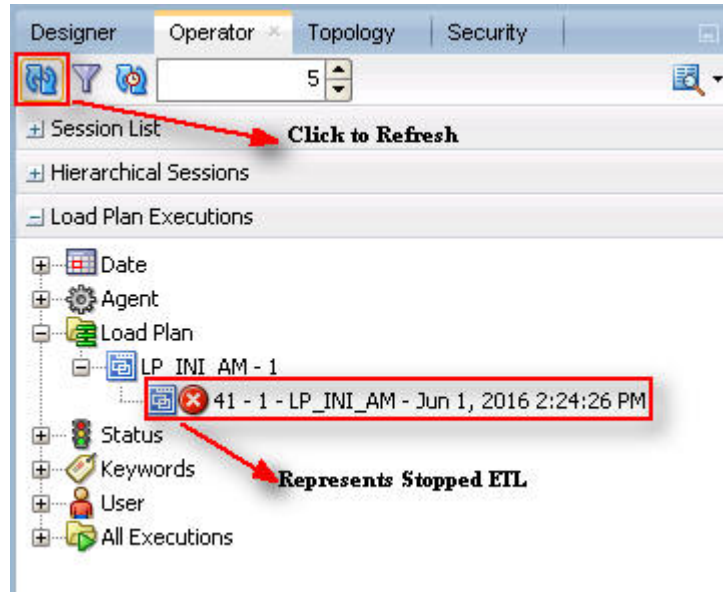 Designer Operator Topology Security
5
Session List
Click to Refresh
Hierarchical Sessions
Load Plan Executions
Date
Agent
Load Plan
LP_INI_AM - 1
41 - 1 - LP_INI_AM - Jun 1, 2016 2:24:26 PM
Status
Keywords
Represents Stopped ETL
User
All Executions